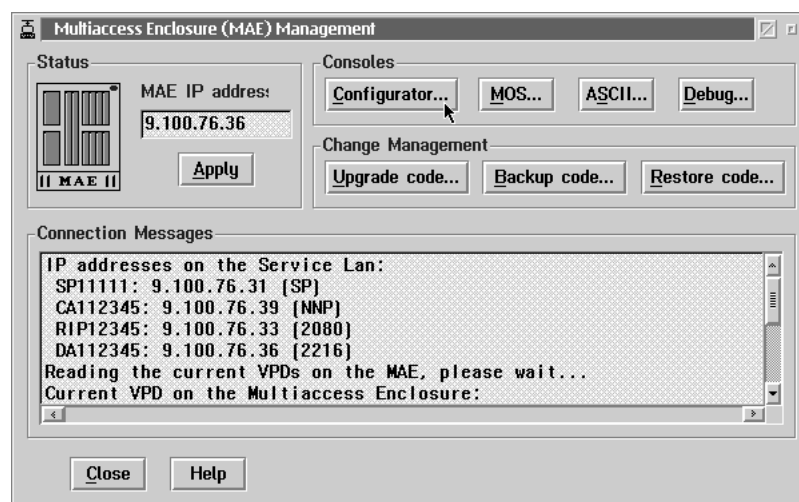 Multiaccess Enclosure (MAE) Management
Status
MAE IP address
9.100.76.36
Apply
|| MAE ||
Consoles
Configurator...
MOS...
ASCII...
Debug...
Change Management
Upgrade code...
Backup code...
Restore code...
Connection Messages
IP addresses on the Service Lan:
SP11111: 9.100.76.31 (SP)
CA112345: 9.100.76.39 (NNP)
RIP12345: 9.100.76.33 (2080)
DA112345: 9.100.76.36 (2216)
Reading the current VPDs on the MAE, please wait...
Current VPD on the Multiaccess Enclosure:
Close
Help